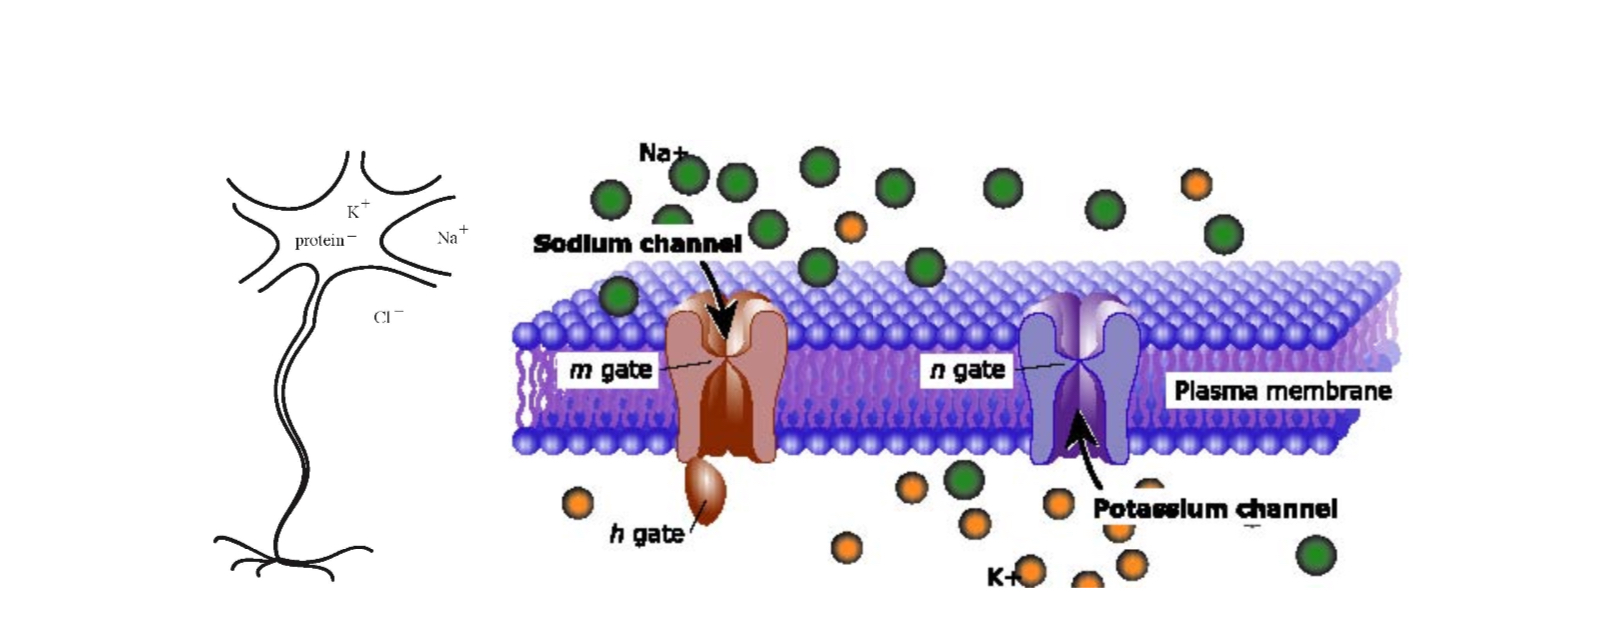 K⁺
protein⁻
Na⁺
Cl⁻
Na+
Sodium channel
m gate
n gate
Plasma membrane
h gate
Potassium channel
K+